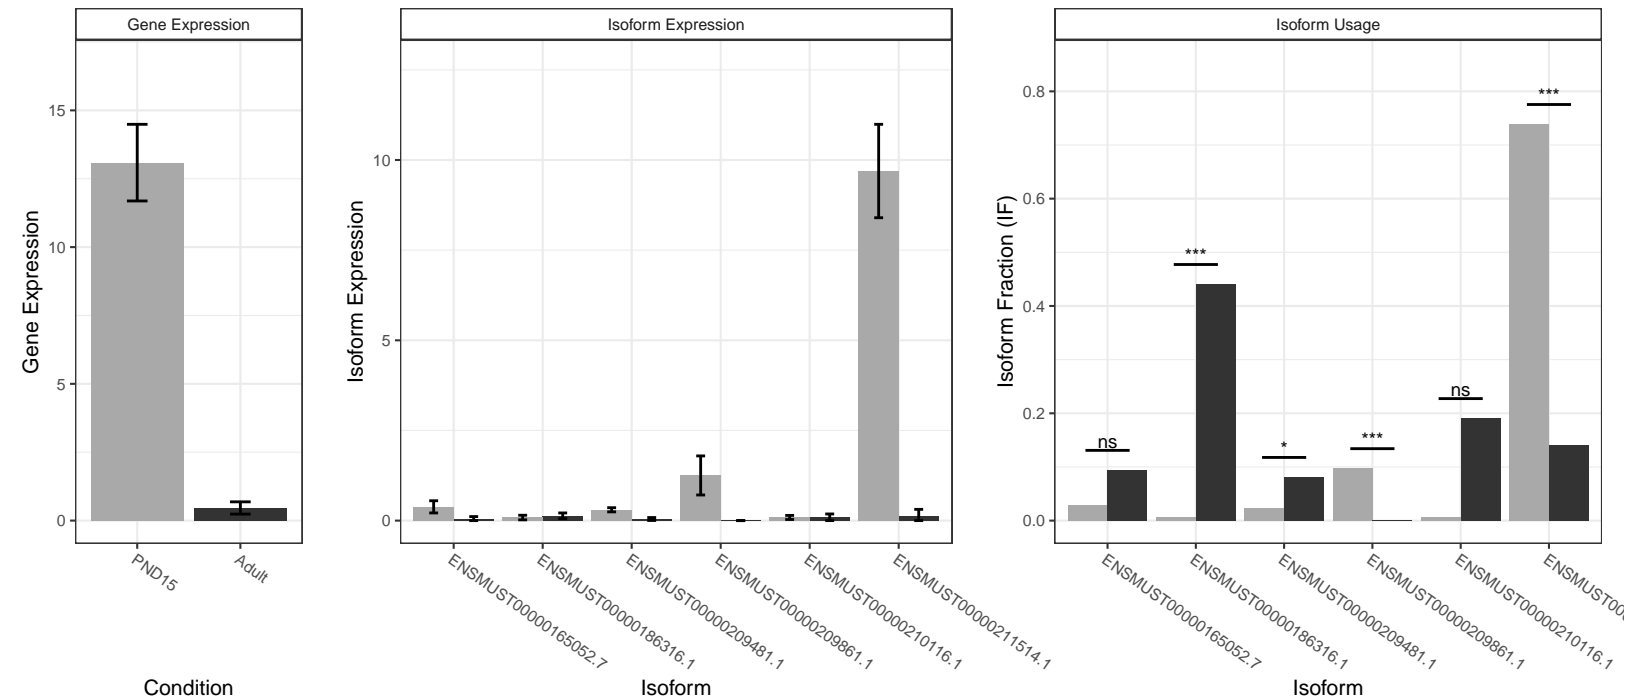 Gene Expression
Isoform Expression
Isoform Usage
Gene Expression
15
10
5
0
PND15
Adult
Condition
Isoform Expression
10
5
0
ENSMUST00000165052.7
ENSMUST00000186316.1
ENSMUST00000209481.1
ENSMUST00000209861.1
ENSMUST00000210116.1
ENSMUST00000211514.1
Isoform
Isoform Fraction (IF)
0.8
0.6
0.4
0.2
0.0
ns
***
*
***
ns
***
ENSMUST00000165052.7
ENSMUST00000186316.1
ENSMUST00000209481.1
ENSMUST00000209861.1
ENSMUST00000210116.1
Isoform